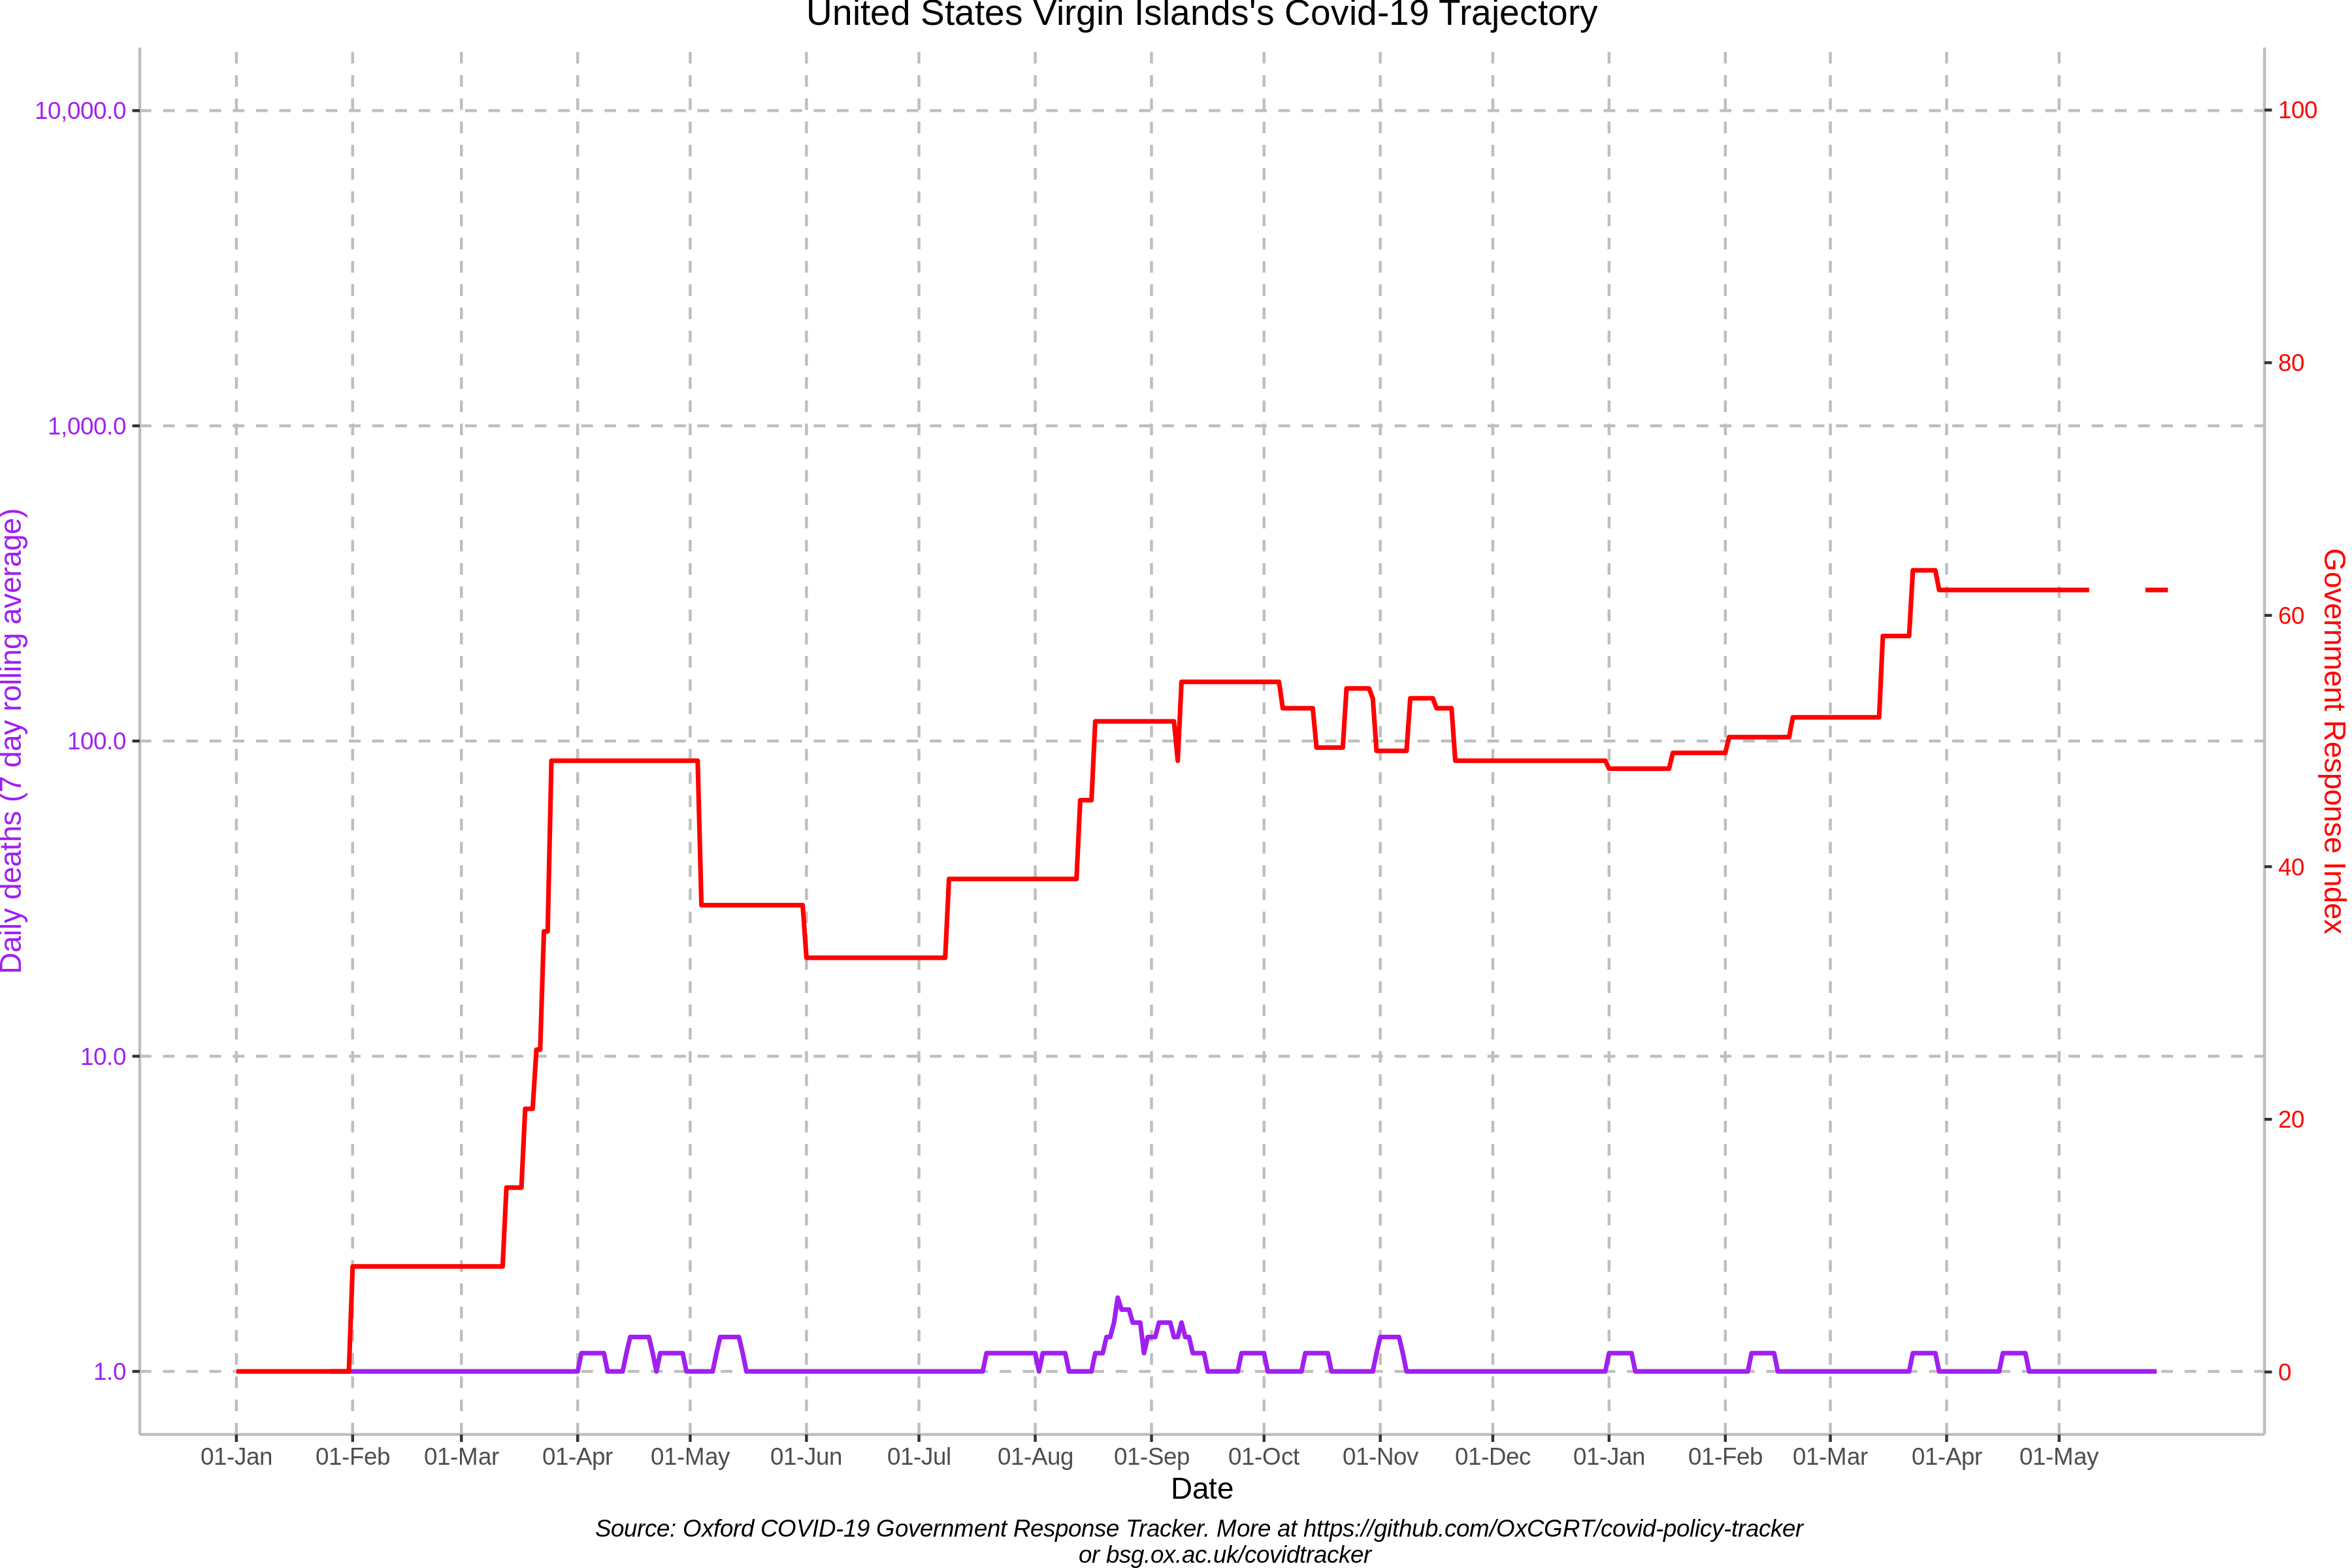 United States Virgin Islands's Covid-19 Trajectory
10,000.0
1,000.0
100.0
10.0
1.0
Daily deaths (7 day rolling average)
100
80
60
40
20
0
Government Response Index
01-Jan 01-Feb 01-Mar 01-Apr 01-May 01-Jun 01-Jul 01-Aug 01-Sep 01-Oct 01-Nov 01-Dec 01-Jan 01-Feb 01-Mar 01-Apr 01-May
Date
Source: Oxford COVID-19 Government Response Tracker. More at https://github.com/OxCGRT/covid-policy-tracker
or bsg.ox.ac.uk/covidtracker